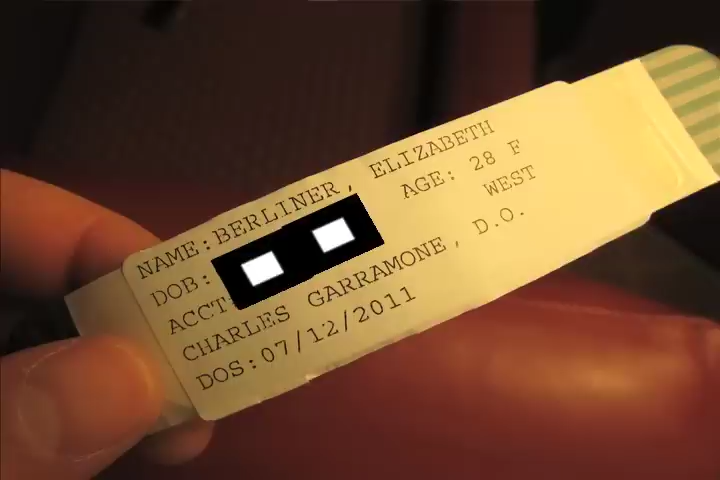 NAME:BERLINER, ELIZABETH
DOB: AGE: 28 F
ACCT WEST
CHARLES GARRAMONE, D.O.
DOS:07/12/2011